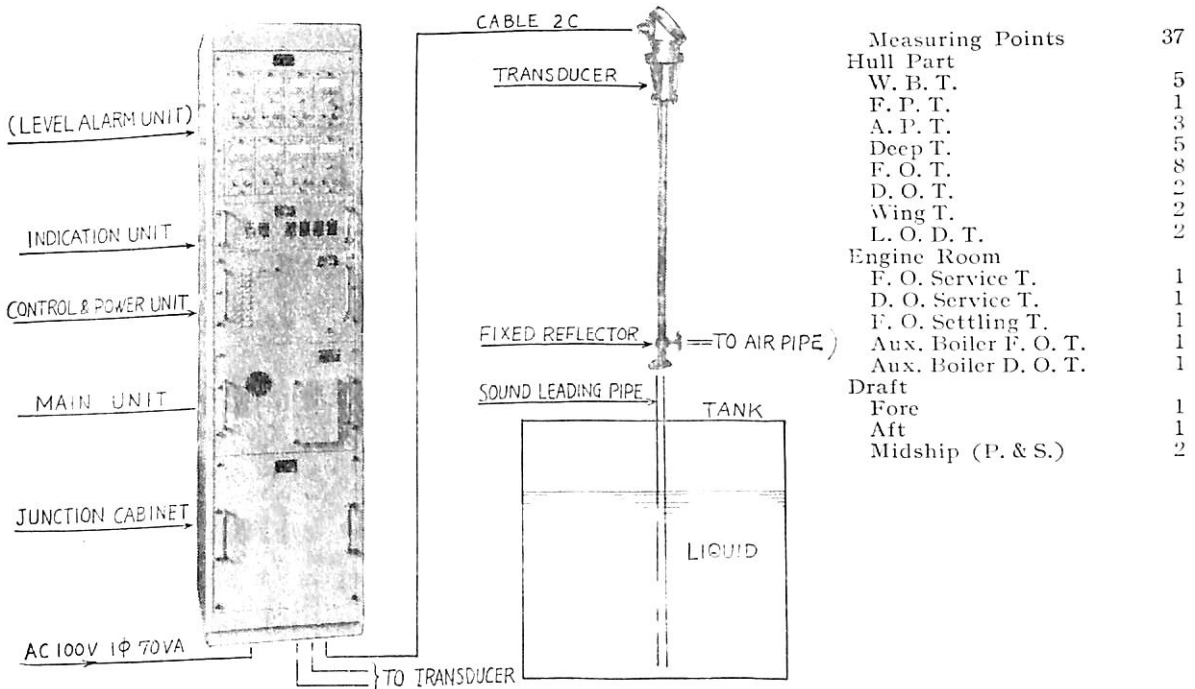 CABLE 2C
TRANSDUCER
(LEVEL ALARM UNIT)
INDICATION UNIT
CONTROL & POWER UNIT
FIXED REFLECTOR
TO AIR PIPE)
MAIN UNIT
SOUND LEADING PIPE
TANK
JUNCTION CABINET
LIQUID
AC 100V 1φ 70VA
}TO TRANSDUCER
Measuring Points 37
Hull Part
W. B. T. 5
F. P. T. 1
A. P. T. 3
Deep T. 5
F. O. T. 8
D. O. T. 2
Wing T. 2
L. O. D. T. 2
Engine Room
F. O. Service T. 1
D. O. Service T. 1
F. O. Settling T. 1
Aux. Boiler F. O. T. 1
Aux. Boiler D. O. T. 1
Draft
Fore 1
Aft 1
Midship (P. & S.) 2